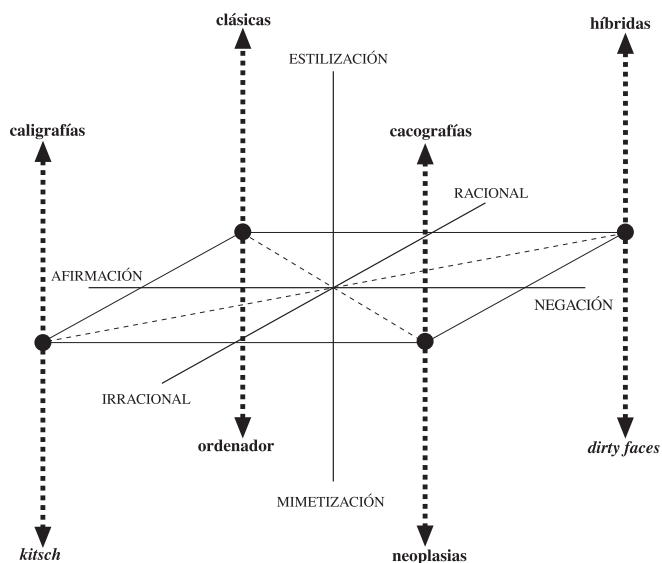 clásicas
híbridas
ESTILIZACIÓN
caligrafías
cacografías
RACIONAL
AFIRMACIÓN
NEGACIÓN
IRRACIONAL
ordenador
dirty faces
MIMETIZACIÓN
kitsch
neoplasias